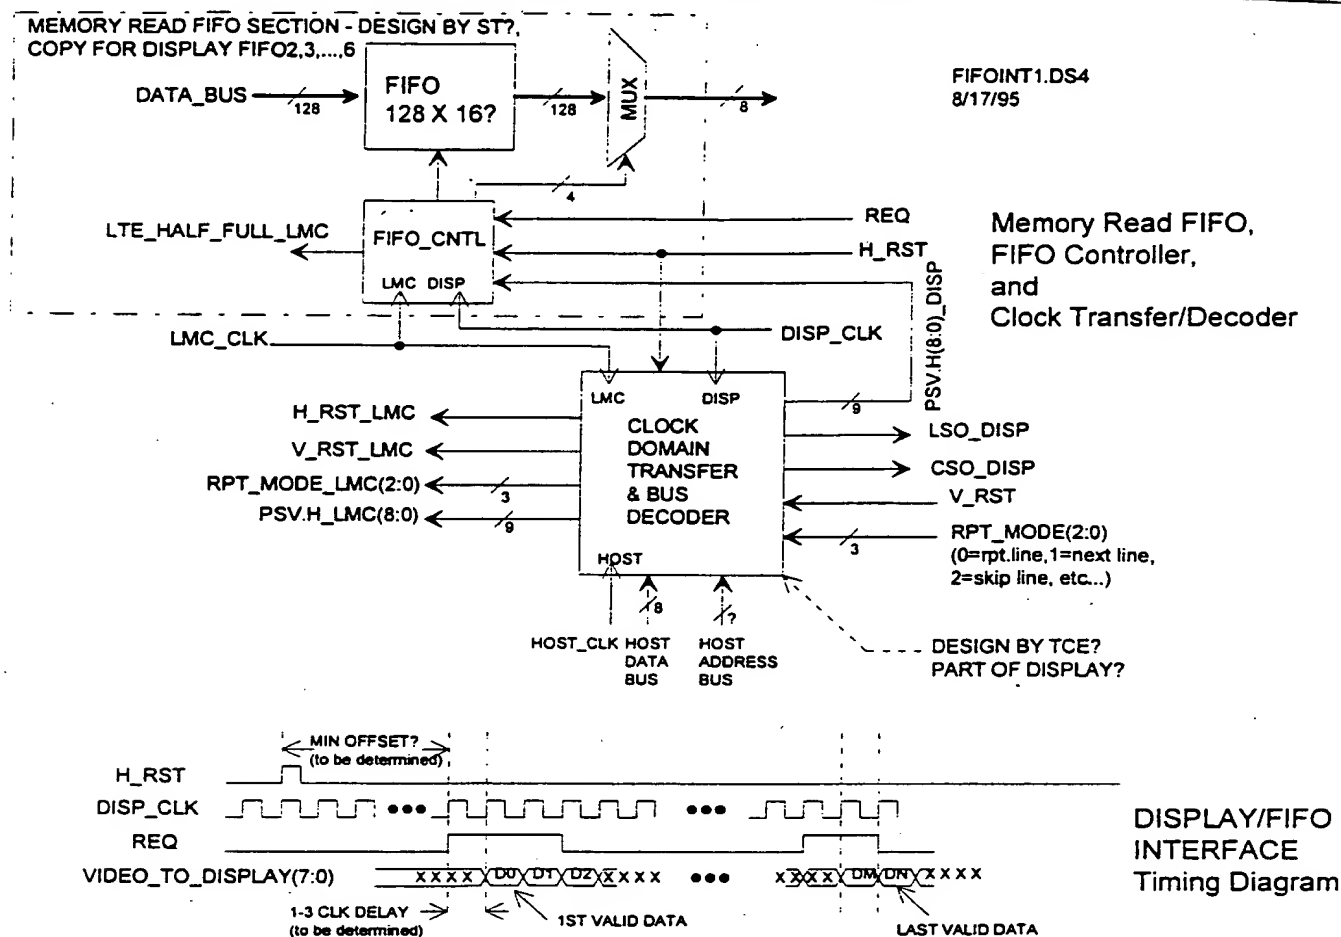 MEMORY READ FIFO SECTION - DESIGN BY ST?,
COPY FOR DISPLAY FIFO2,3,...,6
FIFOINT1.DS4
8/17/95
DATA_BUS
128
FIFO
128 X 16?
128
MUX
8
4
REQ
LTE_HALF_FULL_LMC
FIFO_CNTL
H_RST
LMC DISP
Memory Read FIFO,
FIFO Controller,
and
Clock Transfer/Decoder
LMC_CLK
DISP_CLK
PSV.H(8:0)_DISP
9
LMC
DISP
H_RST_LMC
V_RST_LMC
RPT_MODE_LMC(2:0)
3
PSV.H_LMC(8:0)
9
CLOCK
DOMAIN
TRANSFER
& BUS
DECODER
HOST
LSO_DISP
CSO_DISP
V_RST
RPT_MODE(2:0)
3
(0=rpt.line,1=next line,
2=skip line, etc...)
8
?
HOST_CLK
HOST
DATA
BUS
HOST
ADDRESS
BUS
DESIGN BY TCE?
PART OF DISPLAY?
MIN OFFSET?
(to be determined)
H_RST
DISP_CLK
REQ
VIDEO_TO_DISPLAY(7:0)
X X X X D0 D1 D2 X X X X X
X X X X DM DN X X X X
1-3 CLK DELAY
(to be determined)
1ST VALID DATA
LAST VALID DATA
DISPLAY/FIFO
INTERFACE
Timing Diagram